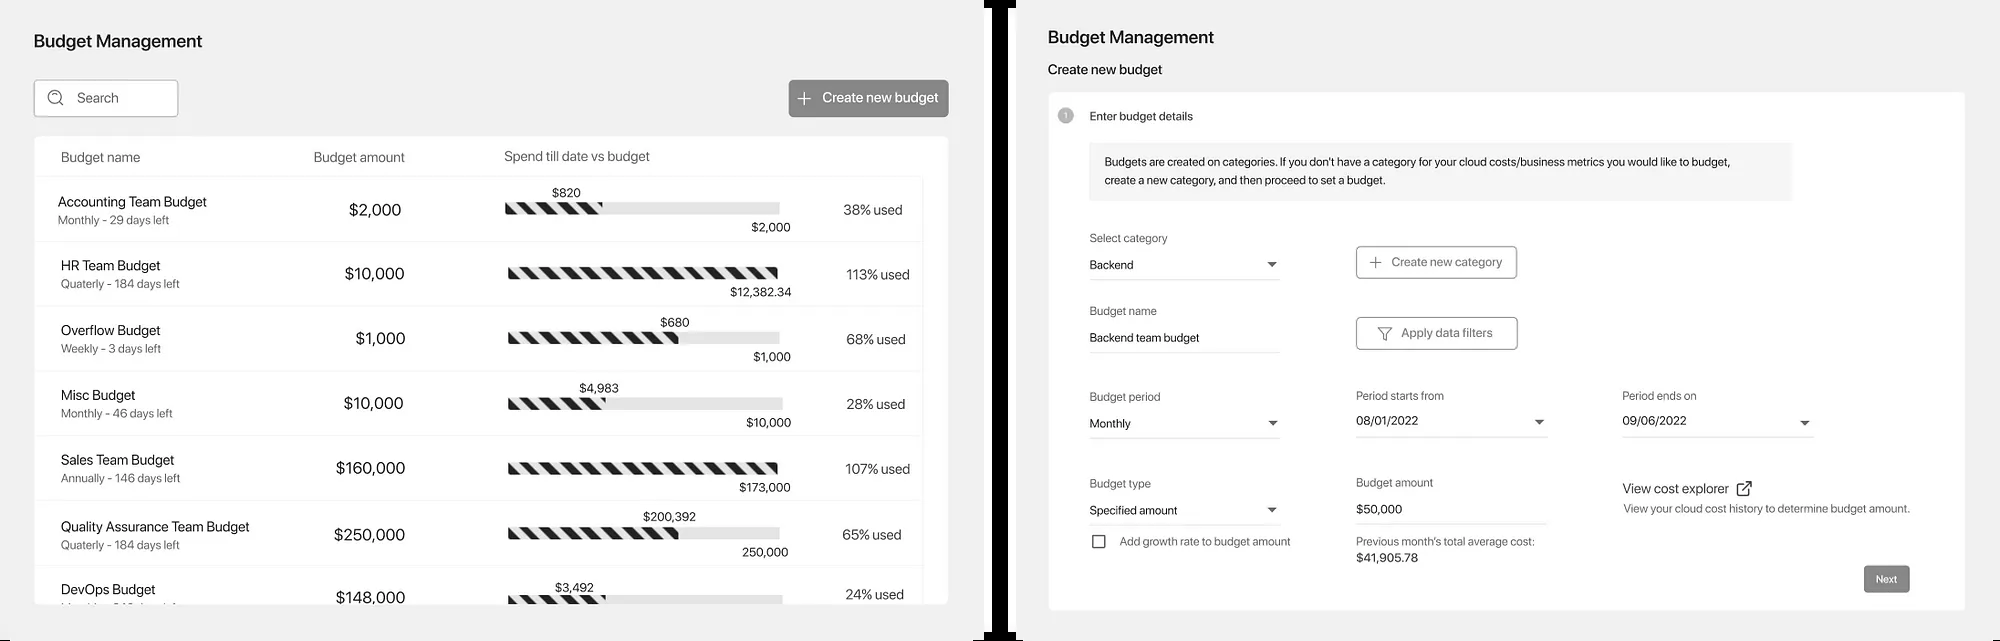 Budget Management
Search
Create new budget
Budget name Budget amount Spend till date vs budget
$820
Accounting Team Budget $2,000 38% used
Monthly - 29 days left
$2,000
HR Team Budget $10,000 113% used
Quaterly - 184 days left
$12,382.34
$680
Overflow Budget $1,000 68% used
Weekly - 3 days left
$1,000
$4,983
Misc Budget $10,000 28% used
Monthly - 46 days left
$10,000
Sales Team Budget $160,000 107% used
Annually - 146 days left
$173,000
$200,392
Quality Assurance Team Budget $250,000 65% used
Quaterly - 184 days left
250,000
$3,492
DevOps Budget $148,000 24% used
Budget Management
Create new budget
1 Enter budget details
Budgets are created on categories. If you don't have a category for your cloud costs/business metrics you would like to budget,
create a new category, and then proceed to set a budget.
Select category
Backend
Create new category
Budget name
Backend team budget
Apply data filters
Budget period Period starts from Period ends on
Monthly 08/01/2022 09/06/2022
Budget type Budget amount
Specified amount $50,000
View cost explorer
View your cloud cost history to determine budget amount.
Add growth rate to budget amount
Previous month's total average cost:
$41,905.78
Next